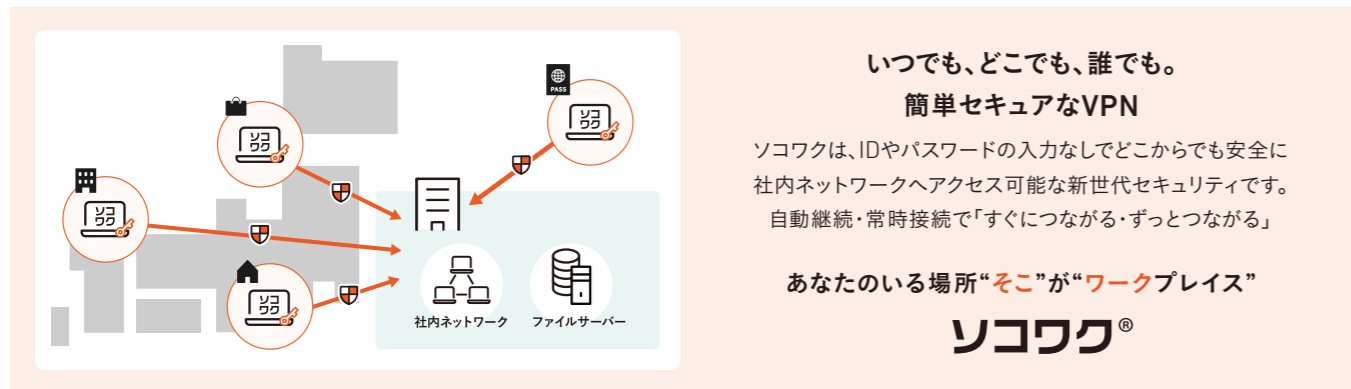 PASS
ソコ
ワク
ソコ
ワク
ソコ
ワク
ソコ
ワク
社内ネットワーク
ファイルサーバー
いつでも、どこでも、誰でも。
簡単セキュアなVPN
ソコワクは、IDやパスワードの入力なしでどこからでも安全に
社内ネットワークへアクセス可能な新世代セキュリティです。
自動継続・常時接続で「すぐにつながる・ずっとつながる」
あなたのいる場所“そこ”が“ワークプレイス”
ソコワク®